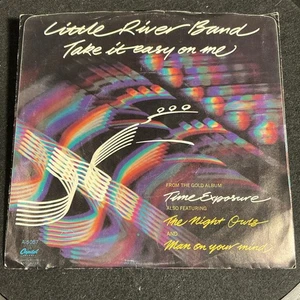 Little River Band
Take it easy on me
FROM THE GOLD ALBUM
Time Exposure
ALSO FEATURING
The Night Owls
AND
Man on your mind
Capitol